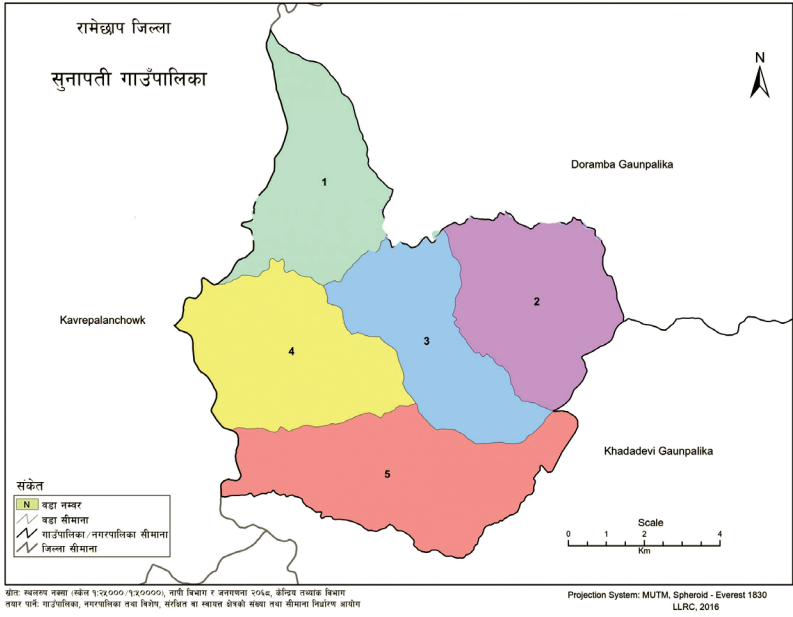 रामेछाप जिल्ला
सुनापती गाउँपालिका
N
1
Doramba Gaunpalika
2
Kavrepalanchowk
3
4
Khadadevi Gaunpalika
5
संकेत
N वडा नम्वर
वडा सीमाना
गाउँपालिका/नगरपालिका सीमाना
जिल्ला सीमाना
Scale
0 2 4
Km
स्रोतः स्थलरुप नक्सा (स्केल १:२५००० /१:५००००), नापी विभाग र जनगणना २०६८, केन्द्रिय तथ्यांक विभाग
तयार पार्नेः गाउँपालिका, नगरपालिका तथा विशेष, संरक्षित वा स्वायत्त क्षेत्रको संख्या तथा सीमाना निर्धारण आयोग
Projection System: MUTM, Spheroid - Everest 1830
LLRC, 2016